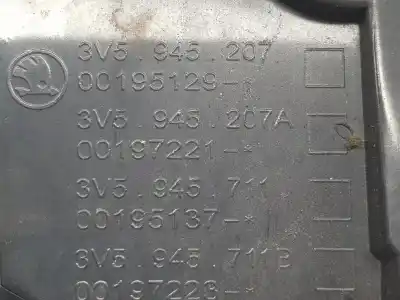 3V5 . 945 . 207
00195129-*
3V5 . 945 . 207A
00197221-*
3V5 . 945 . 711
00195137-*
3V5 . 945 . 711B
00197223-*